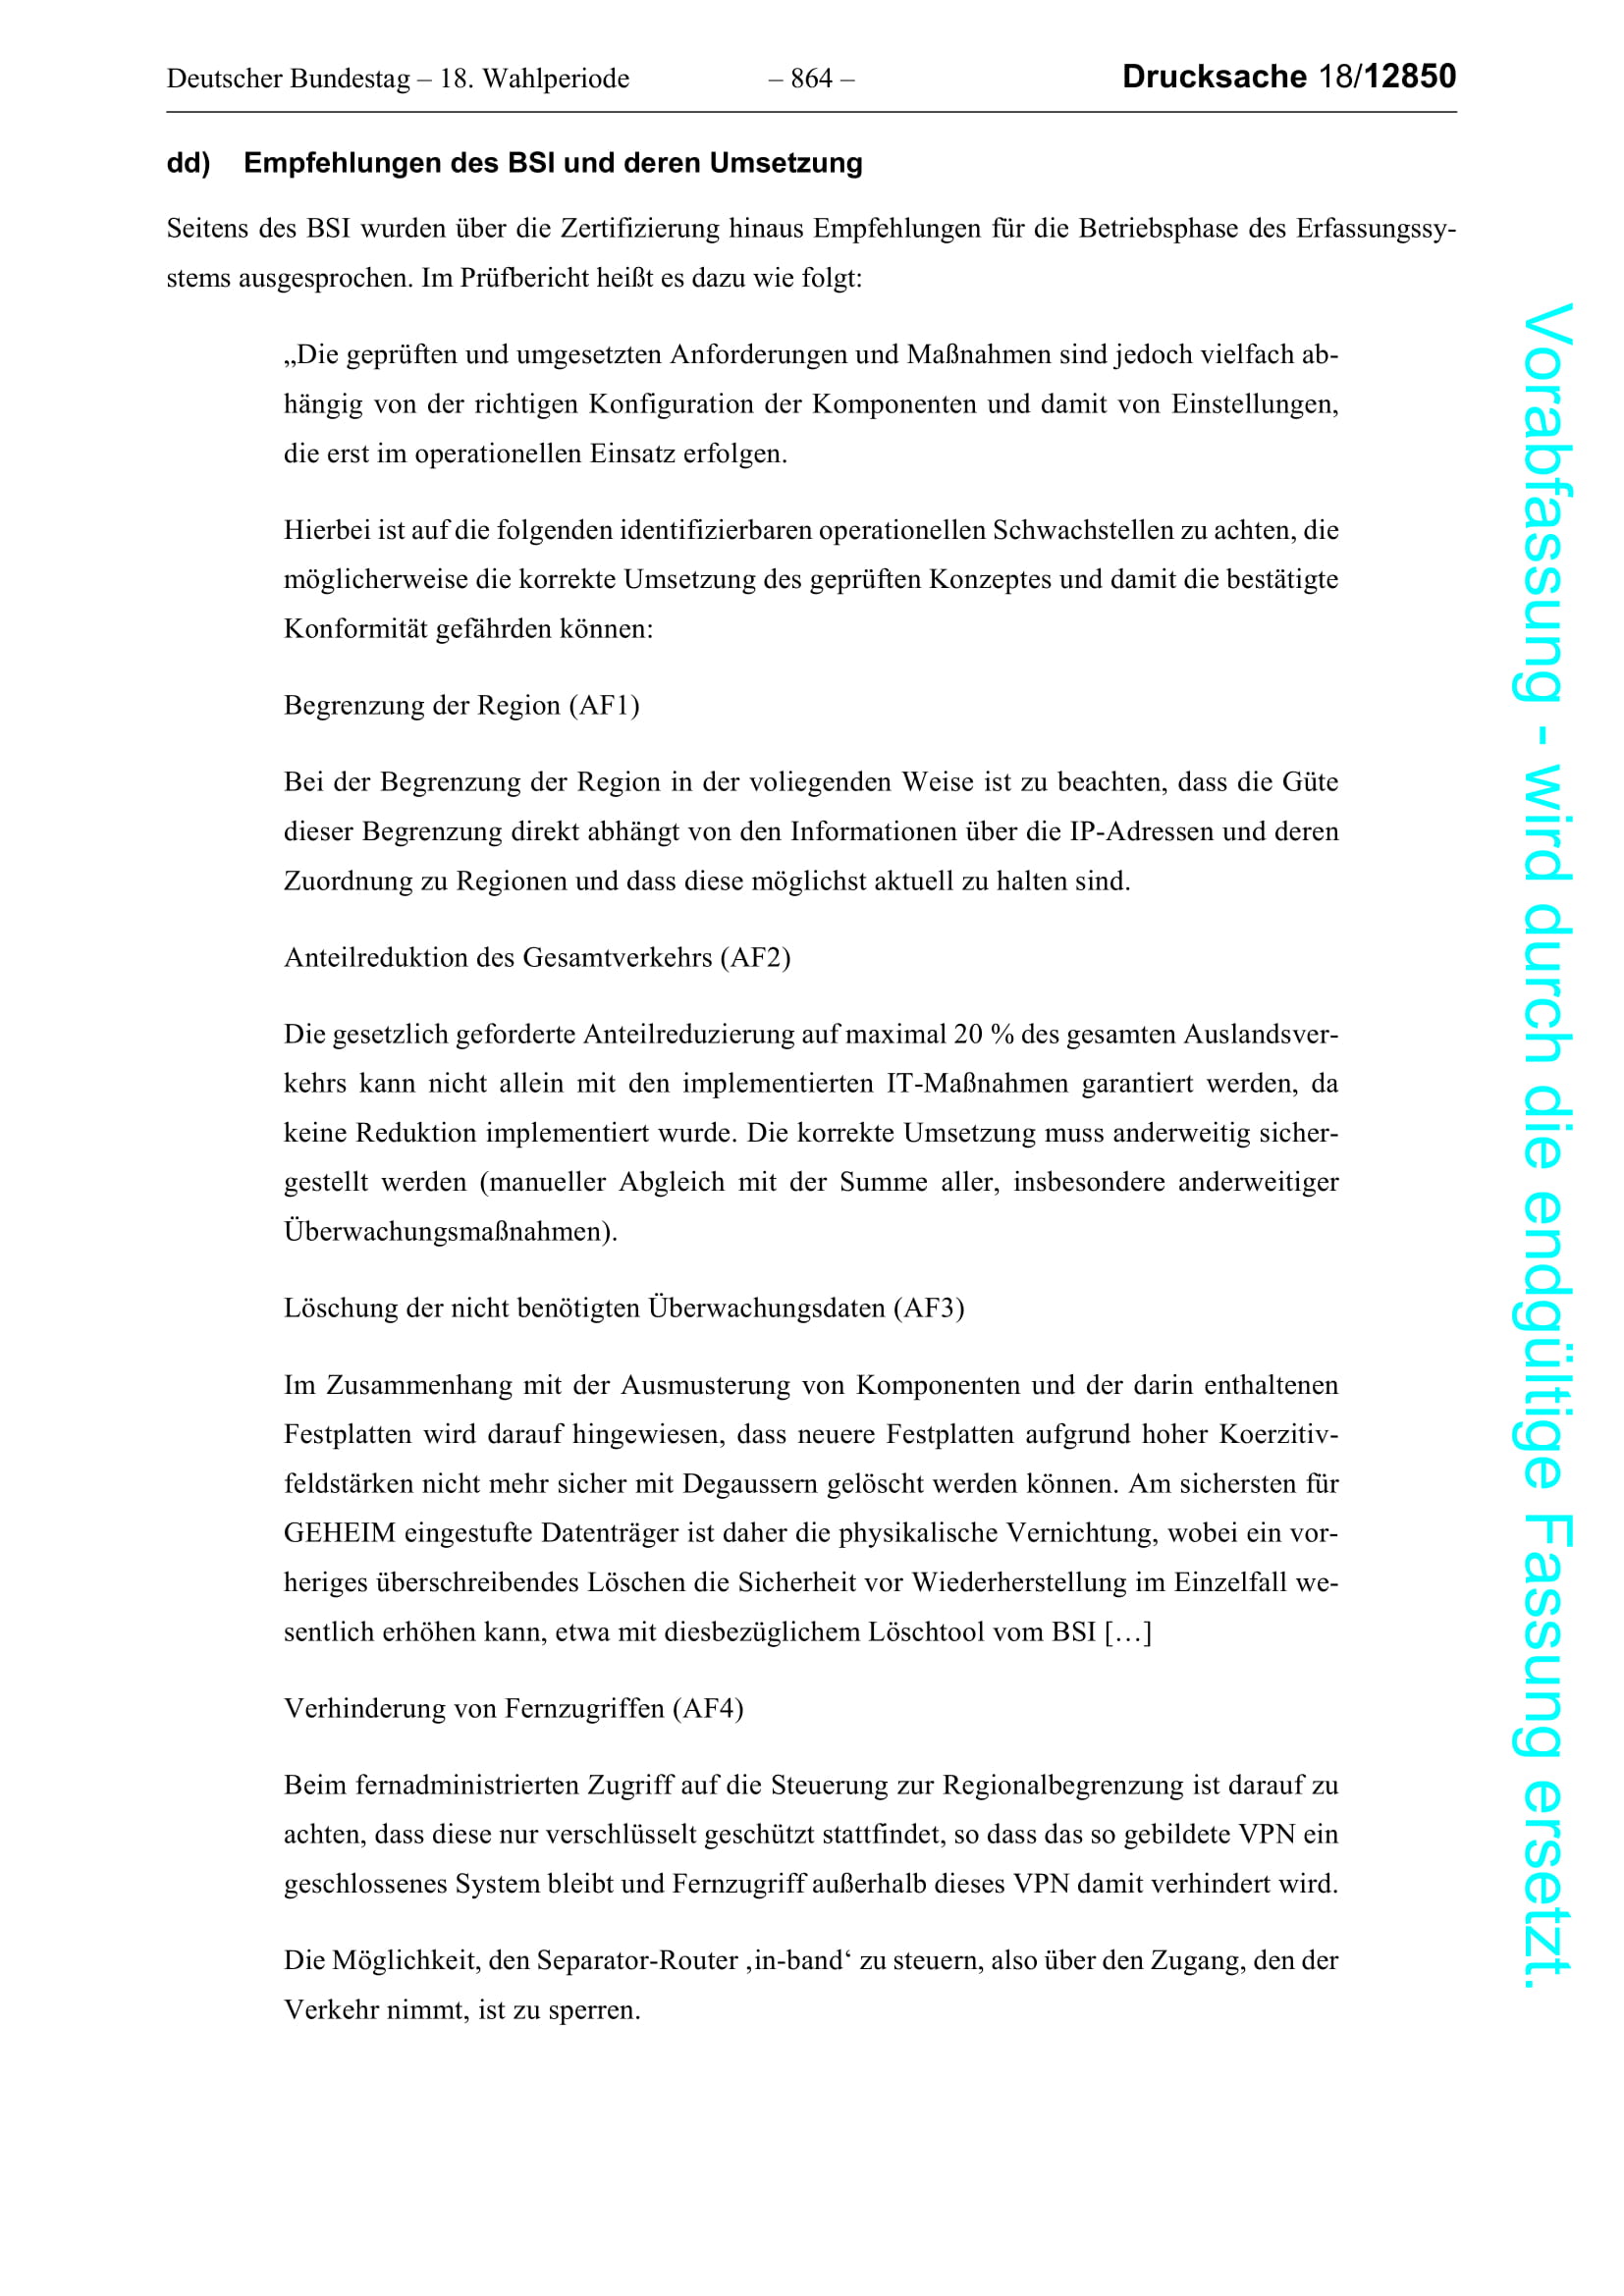 Deutscher Bundestag – 18. Wahlperiode – 864 – Drucksache 18/12850
dd) Empfehlungen des BSI und deren Umsetzung
Seitens des BSI wurden über die Zertifizierung hinaus Empfehlungen für die Betriebsphase des Erfassungssy-
stems ausgesprochen. Im Prüfbericht heißt es dazu wie folgt:
„Die geprüften und umgesetzten Anforderungen und Maßnahmen sind jedoch vielfach ab-
hängig von der richtigen Konfiguration der Komponenten und damit von Einstellungen,
die erst im operationellen Einsatz erfolgen.
Hierbei ist auf die folgenden identifizierbaren operationellen Schwachstellen zu achten, die
möglicherweise die korrekte Umsetzung des geprüften Konzeptes und damit die bestätigte
Konformität gefährden können:
Begrenzung der Region (AF1)
Bei der Begrenzung der Region in der voliegenden Weise ist zu beachten, dass die Güte
dieser Begrenzung direkt abhängt von den Informationen über die IP-Adressen und deren
Zuordnung zu Regionen und dass diese möglichst aktuell zu halten sind.
Anteilreduktion des Gesamtverkehrs (AF2)
Die gesetzlich geforderte Anteilreduzierung auf maximal 20 % des gesamten Auslandsver-
kehrs kann nicht allein mit den implementierten IT-Maßnahmen garantiert werden, da
keine Reduktion implementiert wurde. Die korrekte Umsetzung muss anderweitig sicher-
gestellt werden (manueller Abgleich mit der Summe aller, insbesondere anderweitiger
Überwachungsmaßnahmen).
Löschung der nicht benötigten Überwachungsdaten (AF3)
Im Zusammenhang mit der Ausmusterung von Komponenten und der darin enthaltenen
Festplatten wird darauf hingewiesen, dass neuere Festplatten aufgrund hoher Koerzitiv-
feldstärken nicht mehr sicher mit Degaussern gelöscht werden können. Am sichersten für
GEHEIM eingestufte Datenträger ist daher die physikalische Vernichtung, wobei ein vor-
heriges überschreibendes Löschen die Sicherheit vor Wiederherstellung im Einzelfall we-
sentlich erhöhen kann, etwa mit diesbezüglichem Löschtool vom BSI […]
Verhinderung von Fernzugriffen (AF4)
Beim fernadministrierten Zugriff auf die Steuerung zur Regionalbegrenzung ist darauf zu
achten, dass diese nur verschlüsselt geschützt stattfindet, so dass das so gebildete VPN ein
geschlossenes System bleibt und Fernzugriff außerhalb dieses VPN damit verhindert wird.
Die Möglichkeit, den Separator-Router ‚in-band‘ zu steuern, also über den Zugang, den der
Verkehr nimmt, ist zu sperren.
Vorabfassung - wird durch die endgültige Fassung ersetzt.